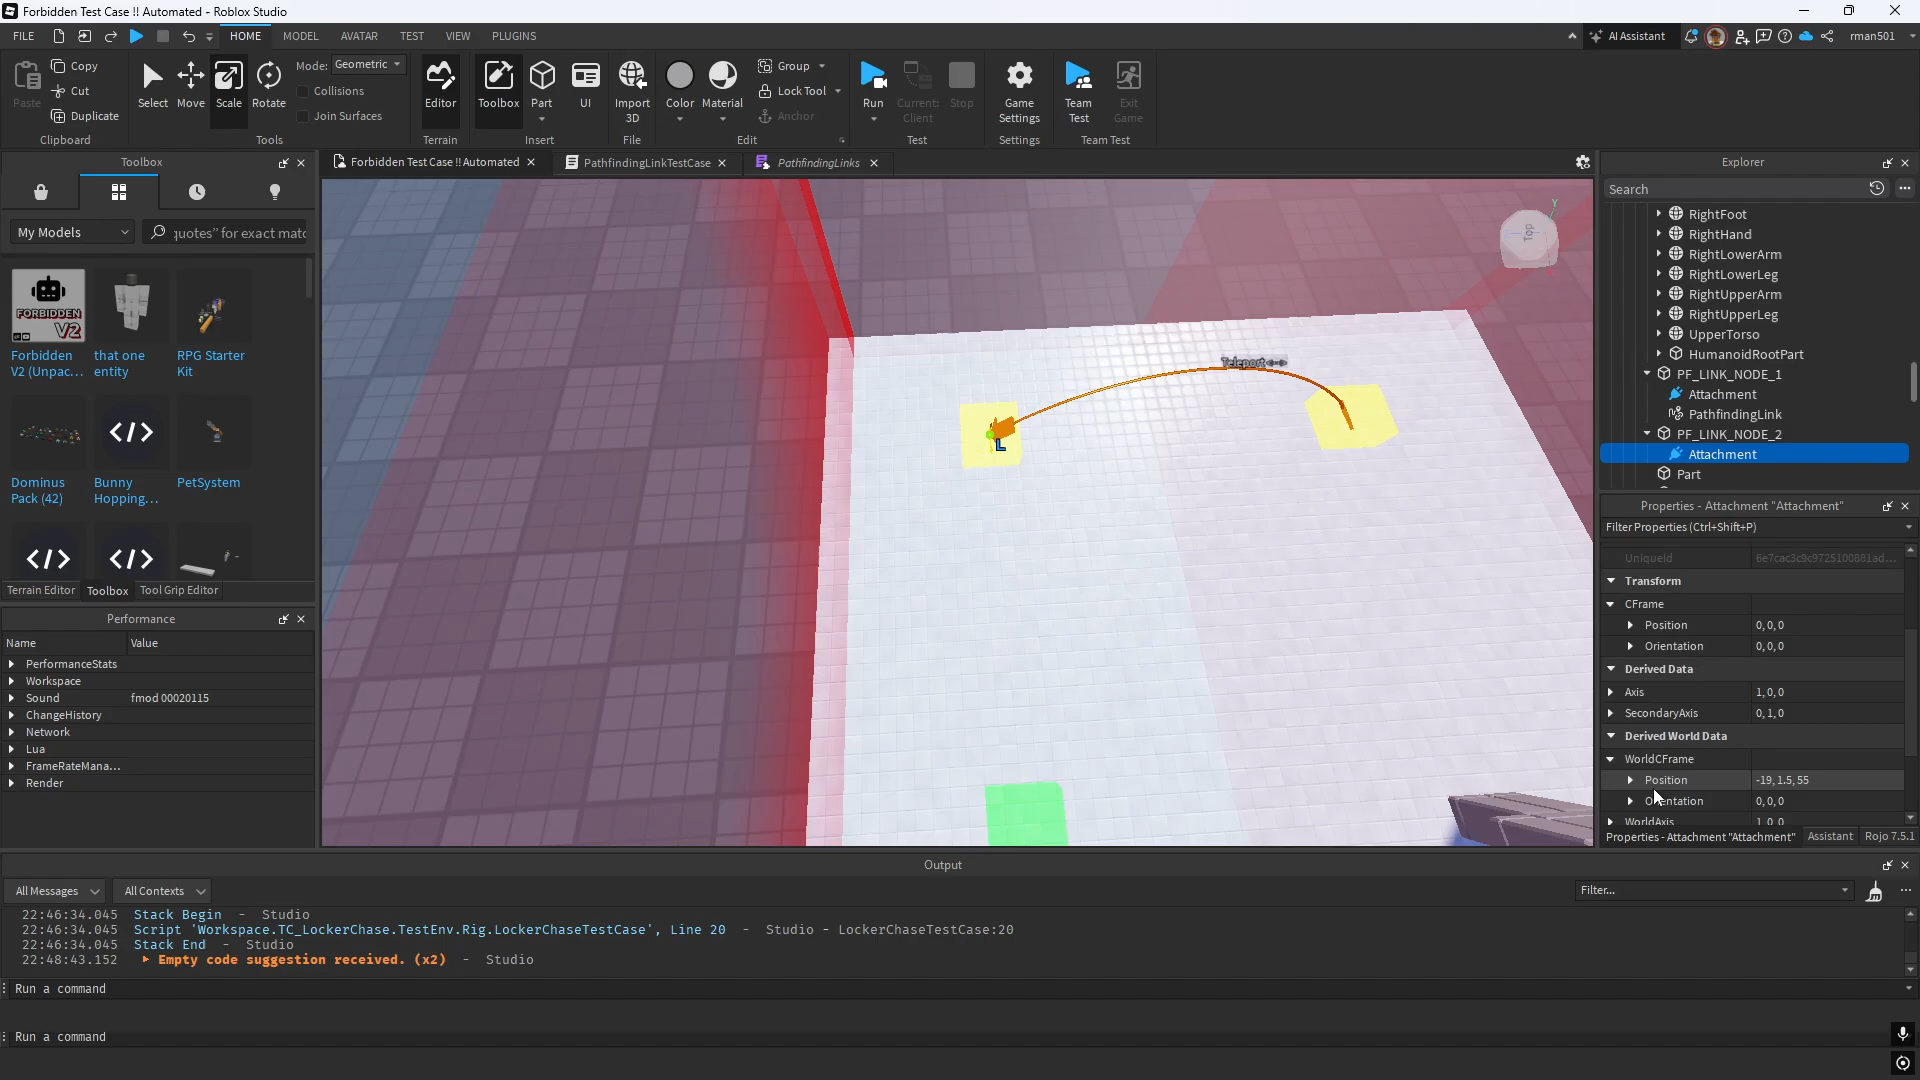 Forbidden Test Case !! Automated - Roblox Studio
FILE
HOME
MODEL
AVATAR
TEST
VIEW
PLUGINS
AI Assistant
rman501
Paste
Copy
Cut
Duplicate
Clipboard
Select
Move
Scale
Rotate
Mode: Geometric
Collisions
Join Surfaces
Tools
Editor
Terrain
Toolbox
Part
UI
Insert
Import
3D
File
Color
Material
Group
Lock Tool
Anchor
Edit
Run
Current:
Client
Stop
Test
Game
Settings
Settings
Team
Test
Exit
Game
Team Test
Toolbox
My Models
quotes" for exact matc
FORBIDDEN
V2
Forbidden
V2 (Unpac...
that one
entity
RPG Starter
Kit
Dominus
Pack (42)
Bunny
Hopping...
PetSystem
Terrain Editor
Toolbox
Tool Grip Editor
Performance
Name
Value
PerformanceStats
Workspace
Sound
fmod 00020115
ChangeHistory
Network
Lua
FrameRateMana...
Render
Forbidden Test Case !! Automated
PathfindingLinkTestCase
PathfindingLinks
Teleport<->
Top
Y
L
Explorer
Search
RightFoot
RightHand
RightLowerArm
RightLowerLeg
RightUpperArm
RightUpperLeg
UpperTorso
HumanoidRootPart
PF_LINK_NODE_1
Attachment
PathfindingLink
PF_LINK_NODE_2
Attachment
Part
Properties - Attachment "Attachment"
Filter Properties (Ctrl+Shift+P)
UniqueId
6e7cac3c9c9725100881ad...
Transform
CFrame
Position
0, 0, 0
Orientation
0, 0, 0
Derived Data
Axis
1, 0, 0
SecondaryAxis
0, 1, 0
Derived World Data
WorldCFrame
Position
-19, 1.5, 55
Orientation
0, 0, 0
WorldAxis
1, 0, 0
Properties - Attachment "Attachment"
Assistant
Rojo 7.5.1
Output
All Messages
All Contexts
Filter...
22:46:34.045 Stack Begin - Studio
22:46:34.045 Script 'Workspace.TC_LockerChase.TestEnv.Rig.LockerChaseTestCase', Line 20 - Studio - LockerChaseTestCase:20
22:46:34.045 Stack End - Studio
22:48:43.152 Empty code suggestion received. (x2) - Studio
Run a command
Run a command